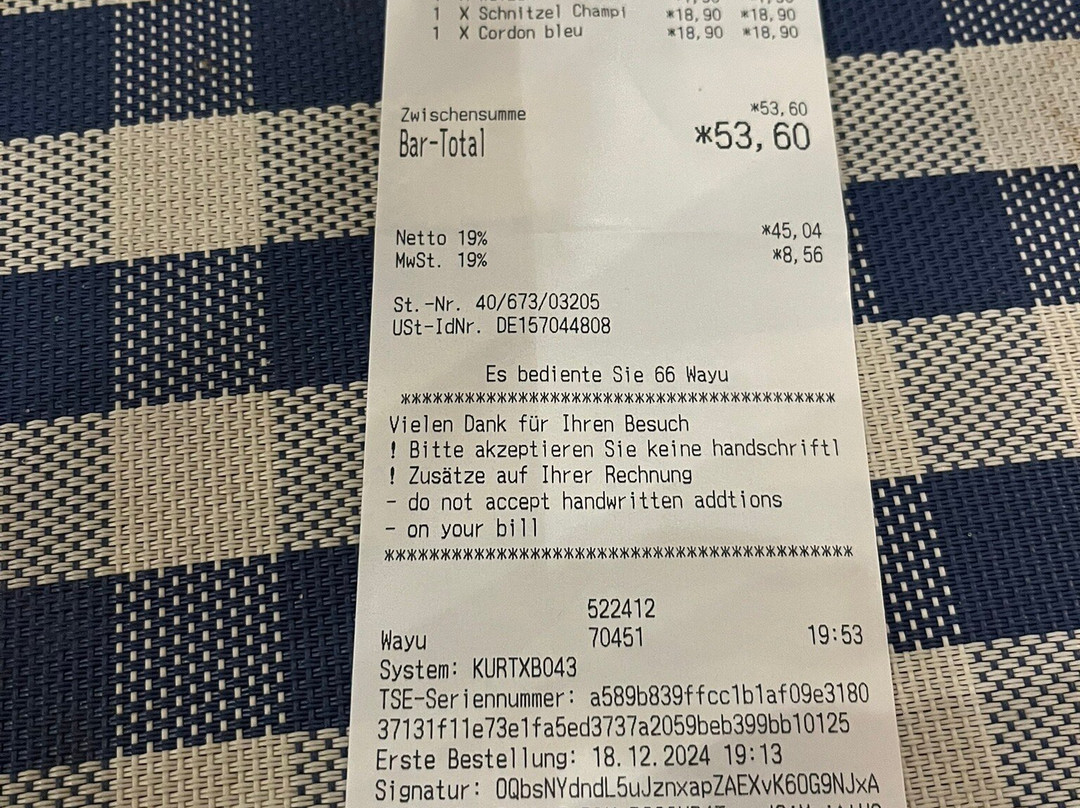 1 X Schnitzel Champi *18,90 *18,90
1 X Cordon bleu *18,90 *18,90
Zwischensumme *53,60
Bar-Total *53,60
Netto 19% *45,04
MwSt. 19% *8,56
St.-Nr. 40/673/03205
USt-IdNr. DE157044808
Es bediente Sie 66 Wayu
****************************************
Vielen Dank für Ihren Besuch
! Bitte akzeptieren Sie keine handschriftl
! Zusätze auf Ihrer Rechnung
- do not accept handwritten addtions
- on your bill
****************************************
522412
Wayu 70451 19:53
System: KURTXB043
TSE-Seriennummer: a589b839ffcc1b1af09e3180
37131f11e73e1fa5ed3737a2059beb399bb10125
Erste Bestellung: 18.12.2024 19:13
Signatur: OQbsNYdndL5uJznxapZAEXvK60G9NJxA